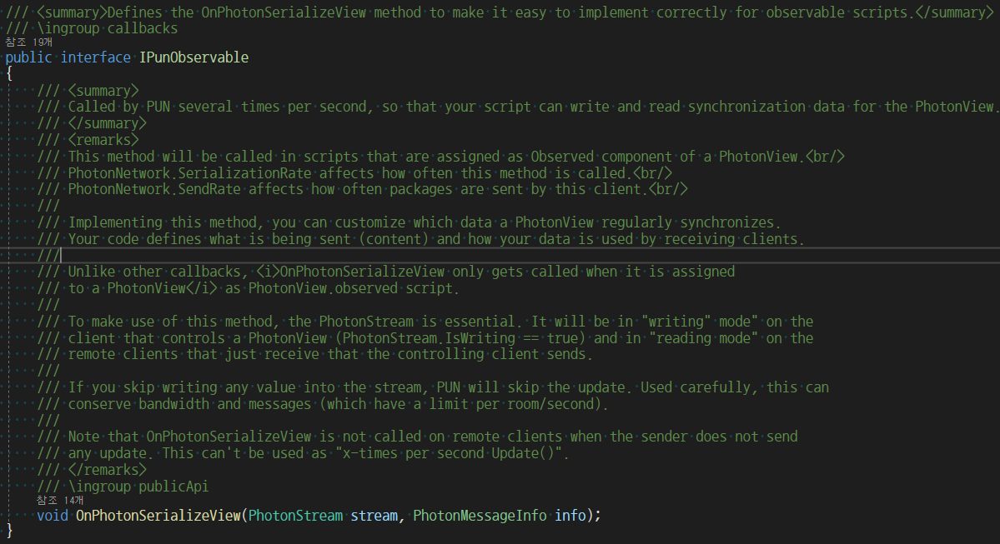 /// <summary>Defines the OnPhotonSerializeView method to make it easy to implement correctly for observable scripts.</summary>
/// \ingroup callbacks
참조 19개
public interface IPunObservable
{
/// <summary>
/// Called by PUN several times per second, so that your script can write and read synchronization data for the PhotonView.
/// </summary>
/// <remarks>
/// This method will be called in scripts that are assigned as Observed component of a PhotonView.<br/>
/// PhotonNetwork.SerializationRate affects how often this method is called.<br/>
/// PhotonNetwork.SendRate affects how often packages are sent by this client.<br/>
///
/// Implementing this method, you can customize which data a PhotonView regularly synchronizes.
/// Your code defines what is being sent (content) and how your data is used by receiving clients.
///
/// Unlike other callbacks, <i>OnPhotonSerializeView only gets called when it is assigned
/// to a PhotonView</i> as PhotonView.observed script.
///
/// To make use of this method, the PhotonStream is essential. It will be in "writing" mode" on the
/// client that controls a PhotonView (PhotonStream.IsWriting == true) and in "reading mode" on the
/// remote clients that just receive that the controlling client sends.
///
/// If you skip writing any value into the stream, PUN will skip the update. Used carefully, this can
/// conserve bandwidth and messages (which have a limit per room/second).
///
/// Note that OnPhotonSerializeView is not called on remote clients when the sender does not send
/// any update. This can't be used as "x-times per second Update()".
/// </remarks>
/// \ingroup publicApi
참조 14개
void OnPhotonSerializeView(PhotonStream stream, PhotonMessageInfo info);
}